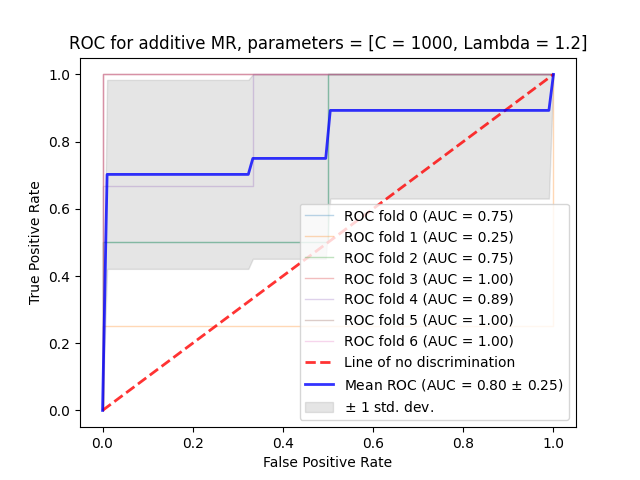 ROC for additive MR, parameters = [C = 1000, Lambda = 1.2]
True Positive Rate
1.0
0.8
0.6
0.4
0.2
0.0
ROC fold 0 (AUC = 0.75)
ROC fold 1 (AUC = 0.25)
ROC fold 2 (AUC = 0.75)
ROC fold 3 (AUC = 1.00)
ROC fold 4 (AUC = 0.89)
ROC fold 5 (AUC = 1.00)
ROC fold 6 (AUC = 1.00)
Line of no discrimination
Mean ROC (AUC = 0.80 ± 0.25)
± 1 std. dev.
0.0 0.2 0.4 0.6 0.8 1.0
False Positive Rate